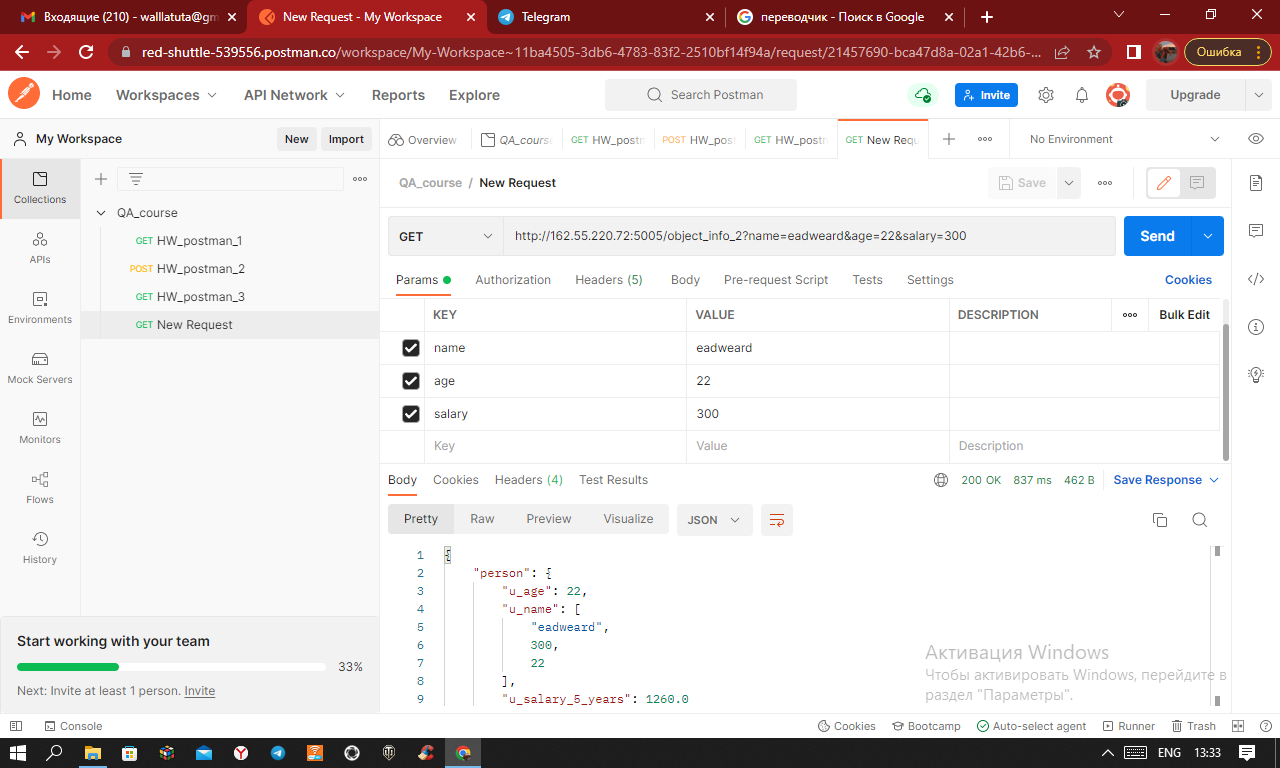 Входящие (210) - walllatuta@gm
New Request - My Workspace
Telegram
переводчик - Поиск в Google
red-shuttle-539556.postman.co/workspace/My-Workspace~11ba4505-3db6-4783-83f2-2510bf14f94a/request/21457690-bca47d8a-02a1-42b6-...
Ошибка
Home
Workspaces
API Network
Reports
Explore
Search Postman
Invite
Upgrade
My Workspace
New
Import
Overview
QA_course
GET HW_postm
POST HW_post
GET HW_postm
GET New Requ
No Environment
Collections
APIs
Environments
Mock Servers
Monitors
Flows
History
QA_course
GET HW_postman_1
POST HW_postman_2
GET HW_postman_3
GET New Request
QA_course / New Request
Save
GET
http://162.55.220.72:5005/object_info_2?name=eadweard&age=22&salary=300
Send
Params
Authorization
Headers (5)
Body
Pre-request Script
Tests
Settings
Cookies
KEY VALUE DESCRIPTION Bulk Edit
name eadweard
age 22
salary 300
Key Value Description
Body
Cookies
Headers (4)
Test Results
200 OK 837 ms 462 B Save Response
Pretty Raw Preview Visualize JSON
1 {
2 "person": {
3 "u_age": 22,
4 "u_name": [
5 "eadweard",
6 300,
7 22
8 ],
9 "u_salary_5_years": 1260.0
Активация Windows
Чтобы активировать Windows, перейдите в
раздел "Параметры".
Start working with your team
33%
Next: Invite at least 1 person. Invite
Console
Cookies
Bootcamp
Auto-select agent
Runner
Trash
ENG 13:33